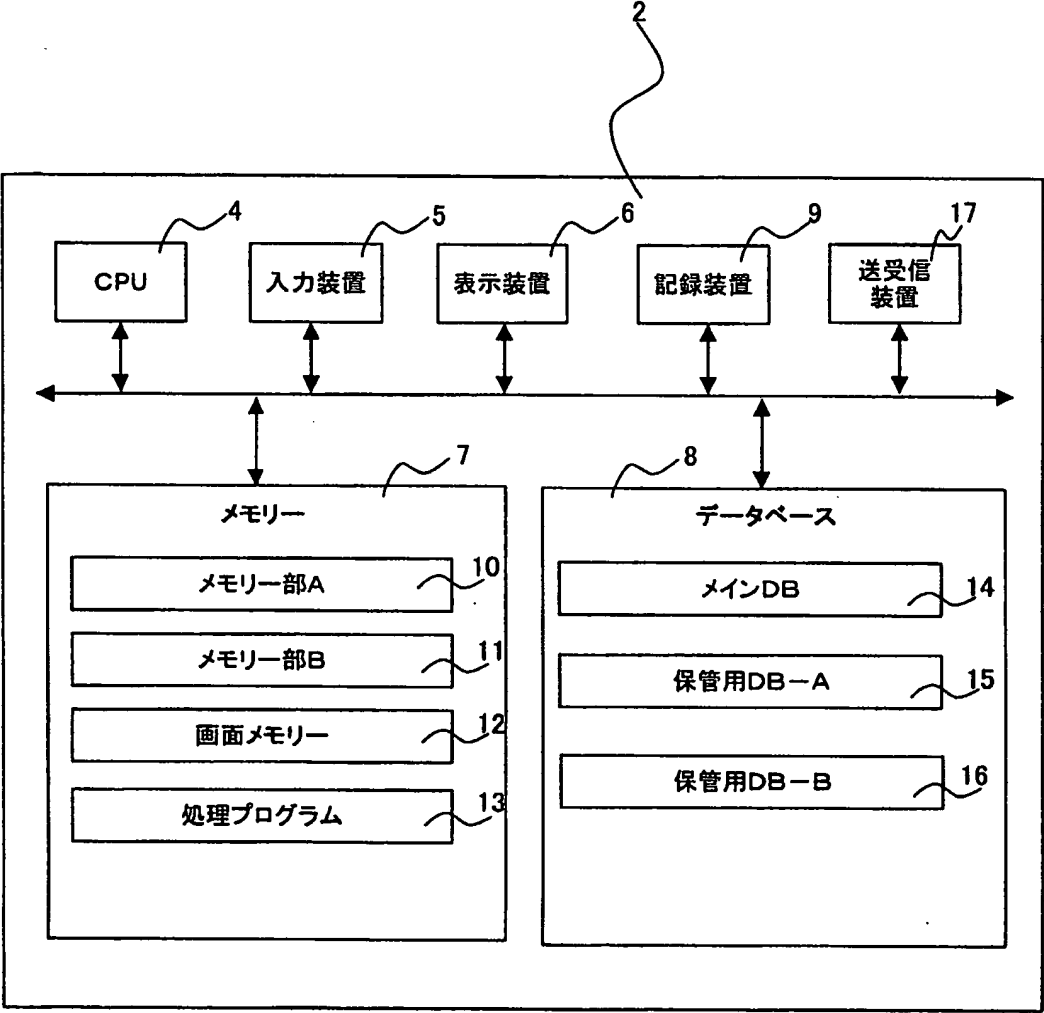 2
4
5
6
9
17
CPU
入力装置
表示装置
記録装置
送受信
装置
7
8
メモリー
データベース
メモリー部A
10
メモリー部B
11
画面メモリー
12
処理プログラム
13
メインDB
14
保管用DB－A
15
保管用DB－B
16